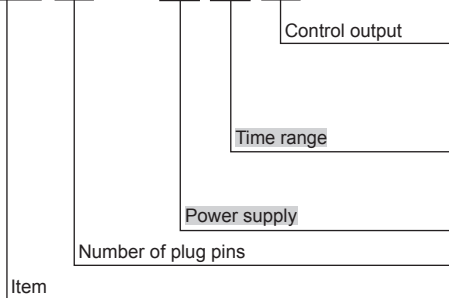 Control output
Time range
Power supply
Number of plug pins
Item